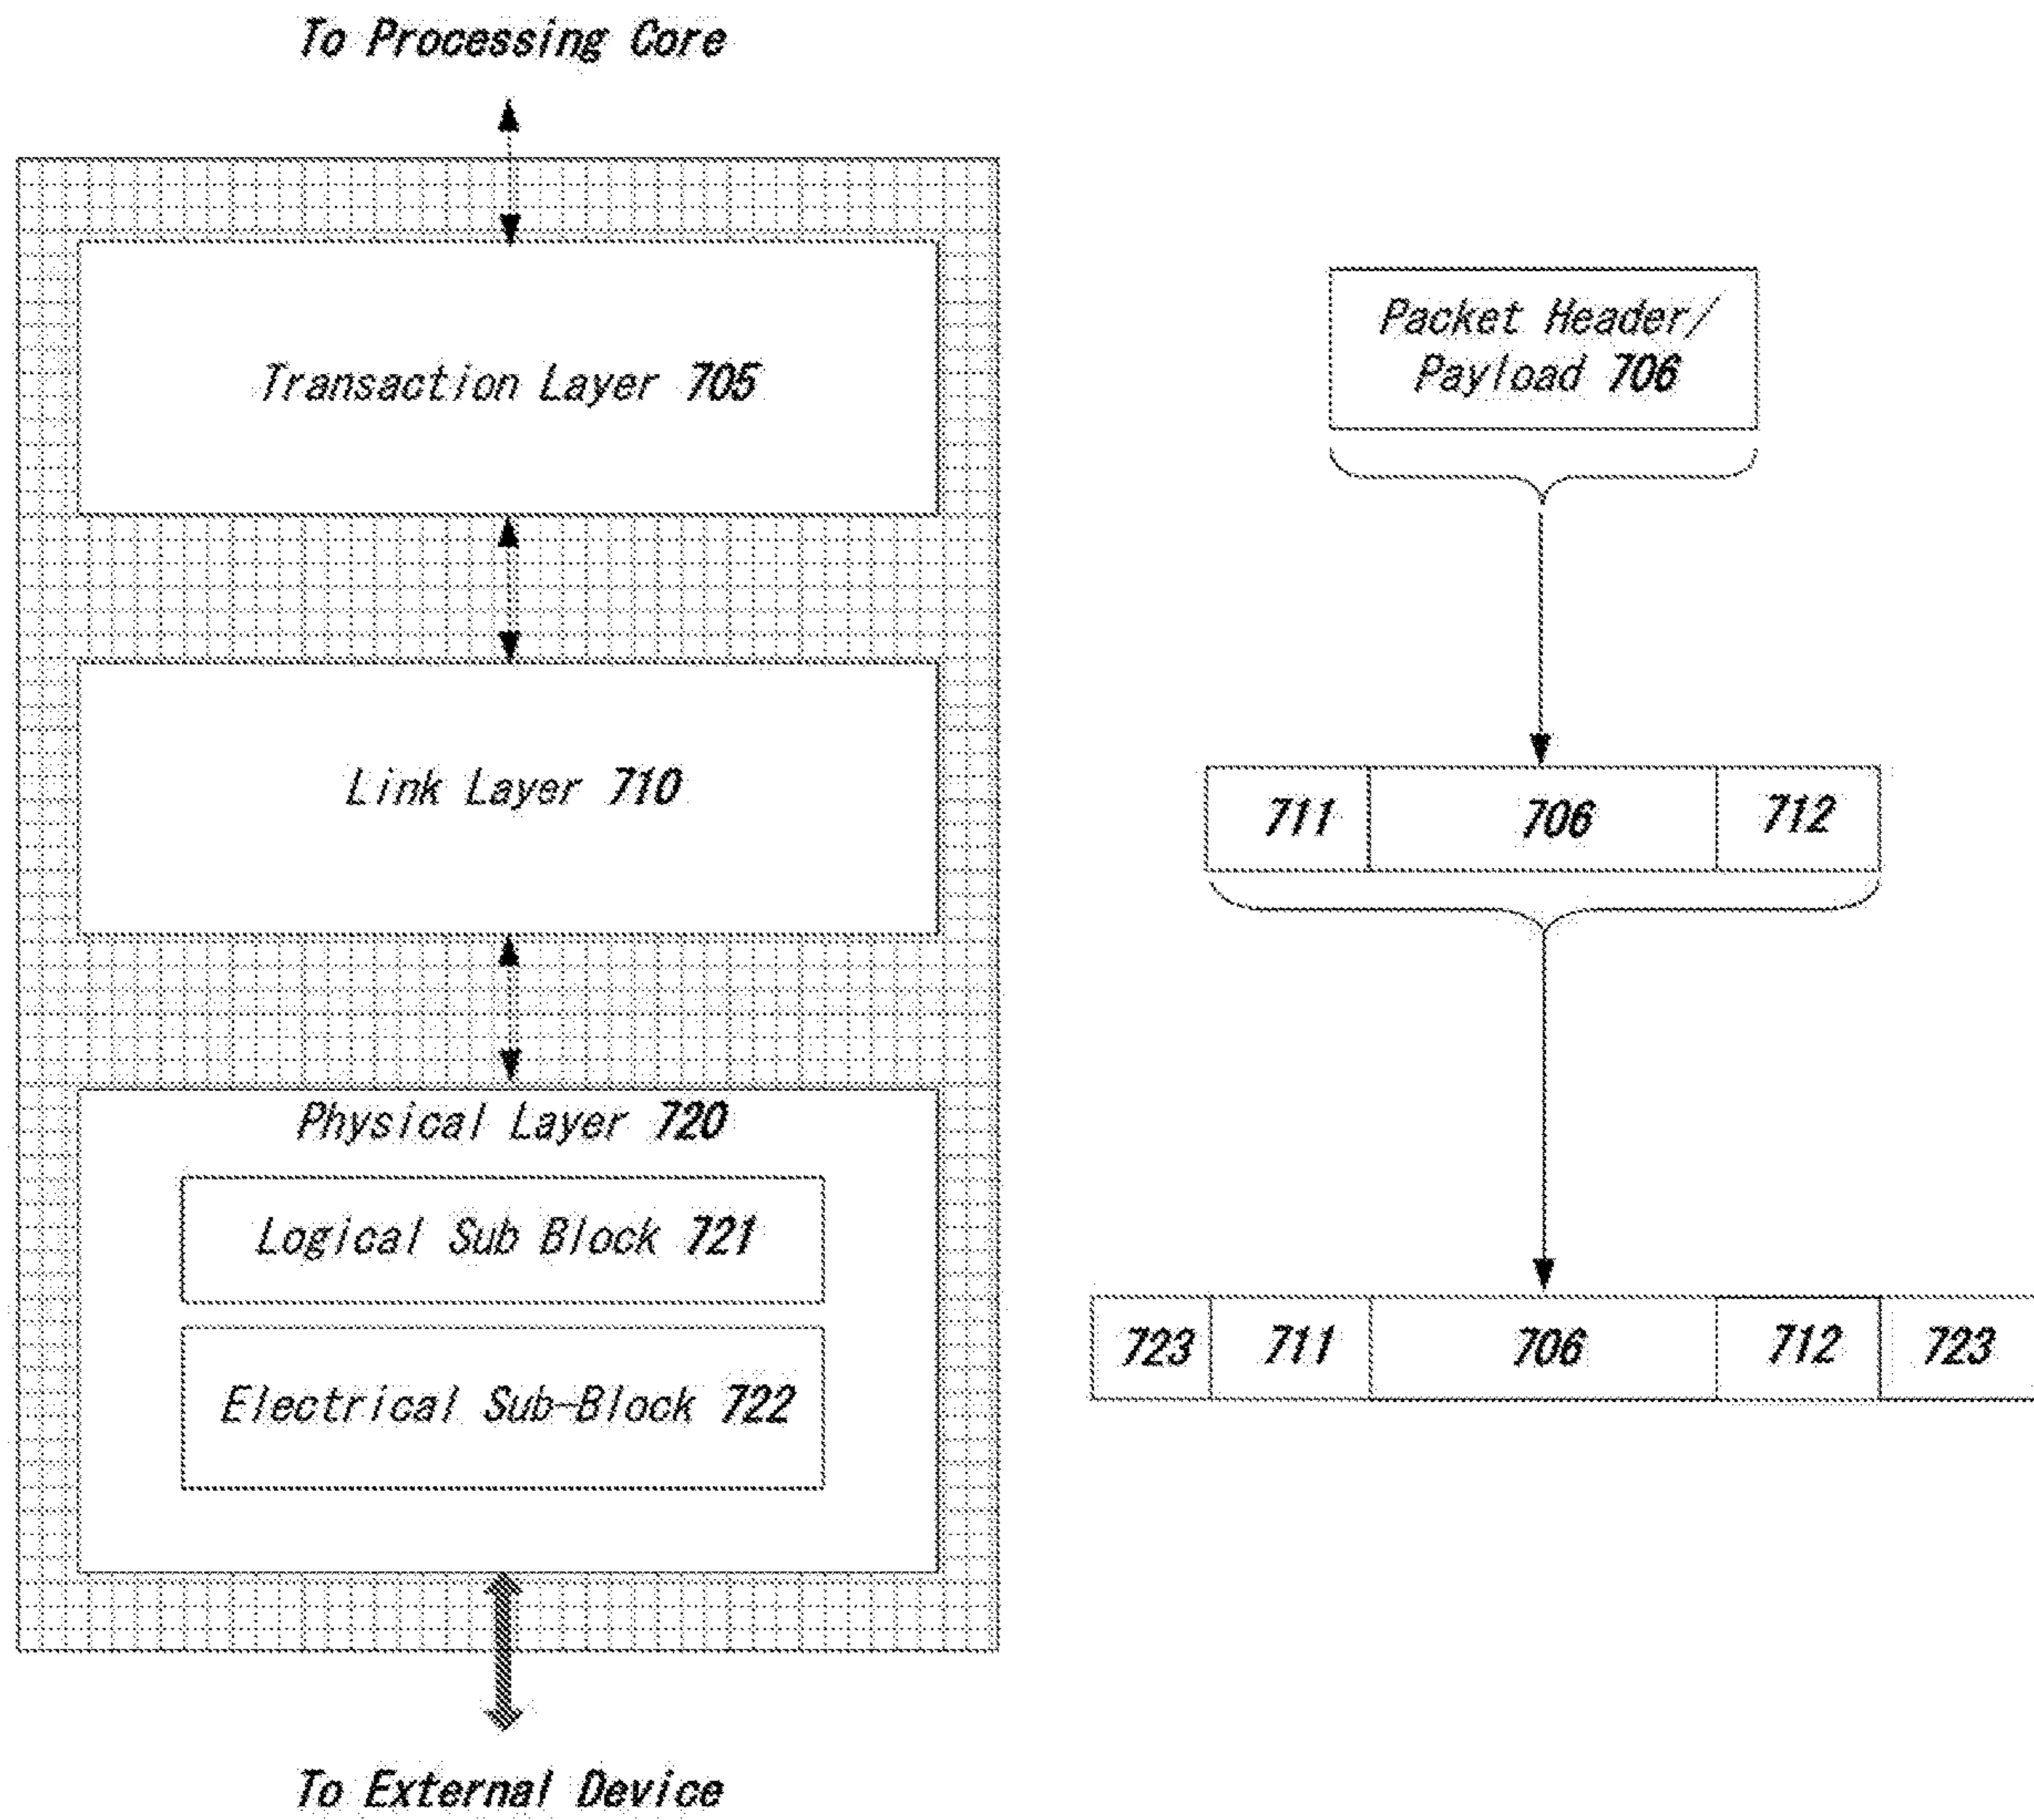 To Processing Core
Transaction Layer 705
Packet Header/
Payload 706
Link Layer 710
711 706 712
Physical Layer 720
Logical Sub Block 721
Electrical Sub-Block 722
723 711 706 712 723
To External Device